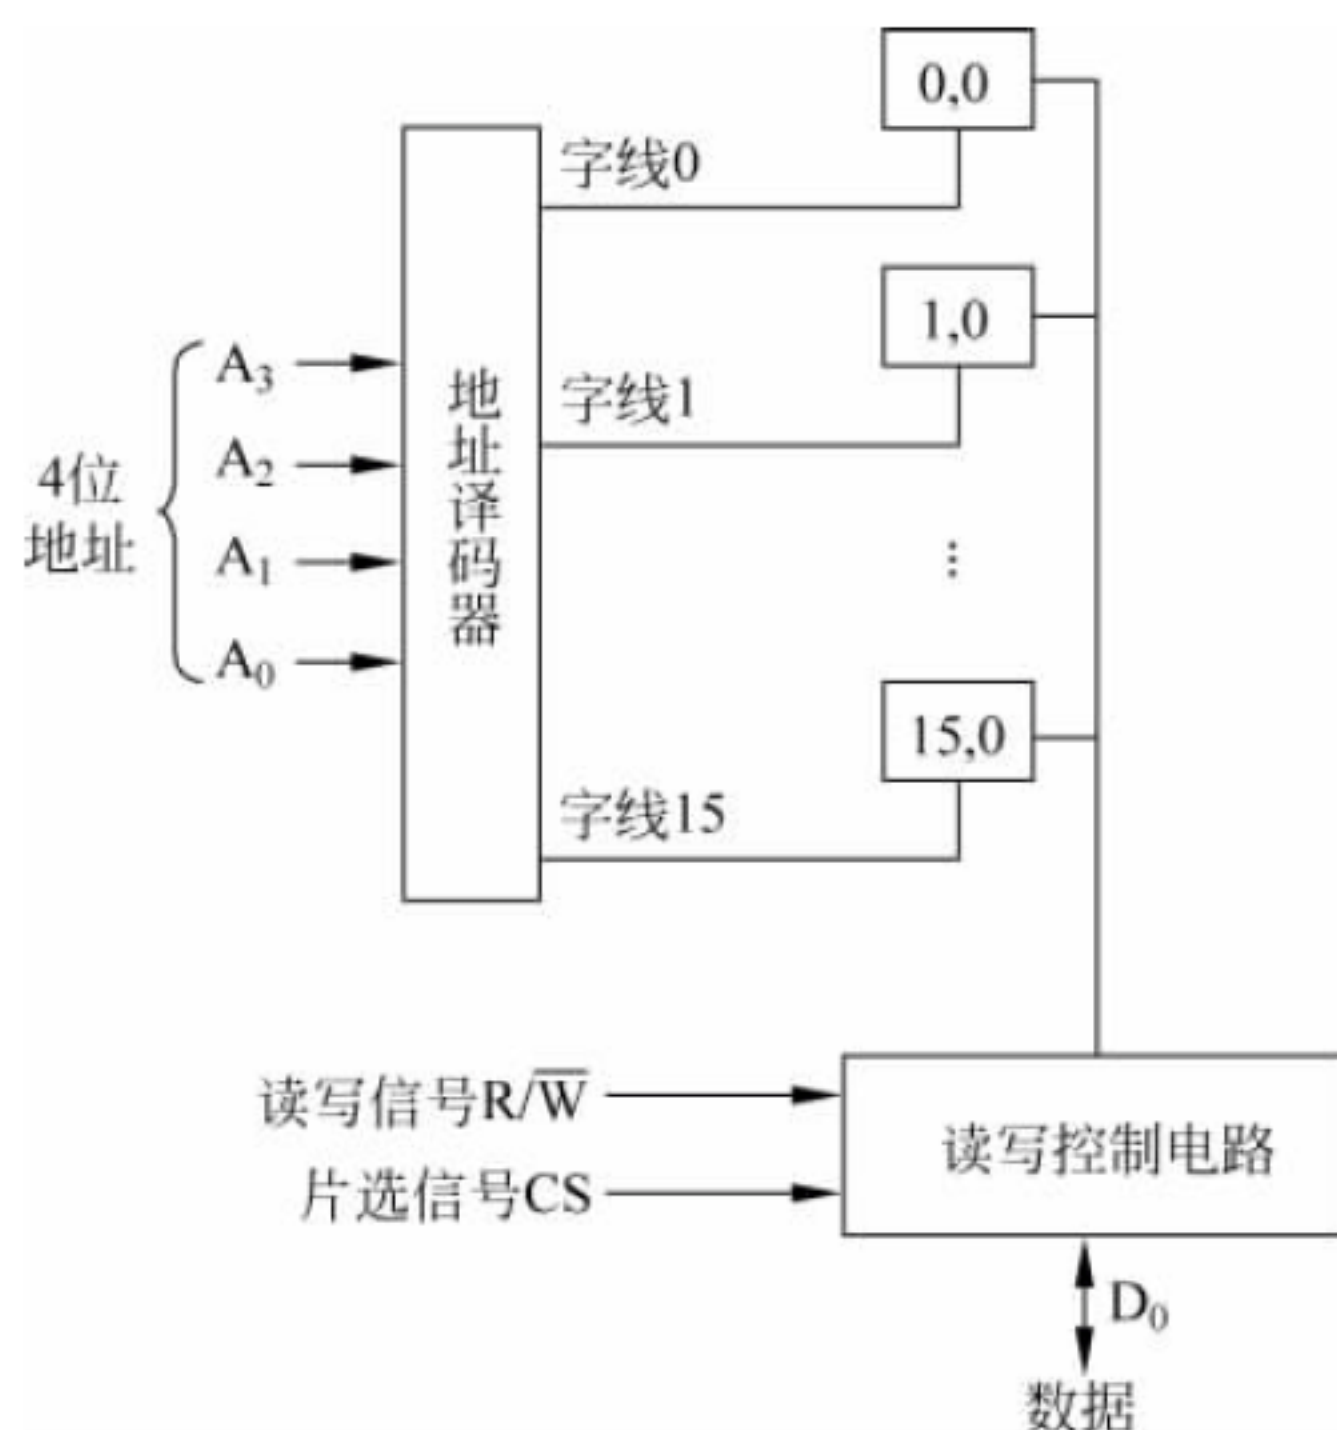 0,0
字线0
1,0
字线1
4位
地址
A₃
A₂
A₁
A₀
地址译码器
⋮
15,0
字线15
读写信号R/W̅
片选信号CS
读写控制电路
D₀
数据